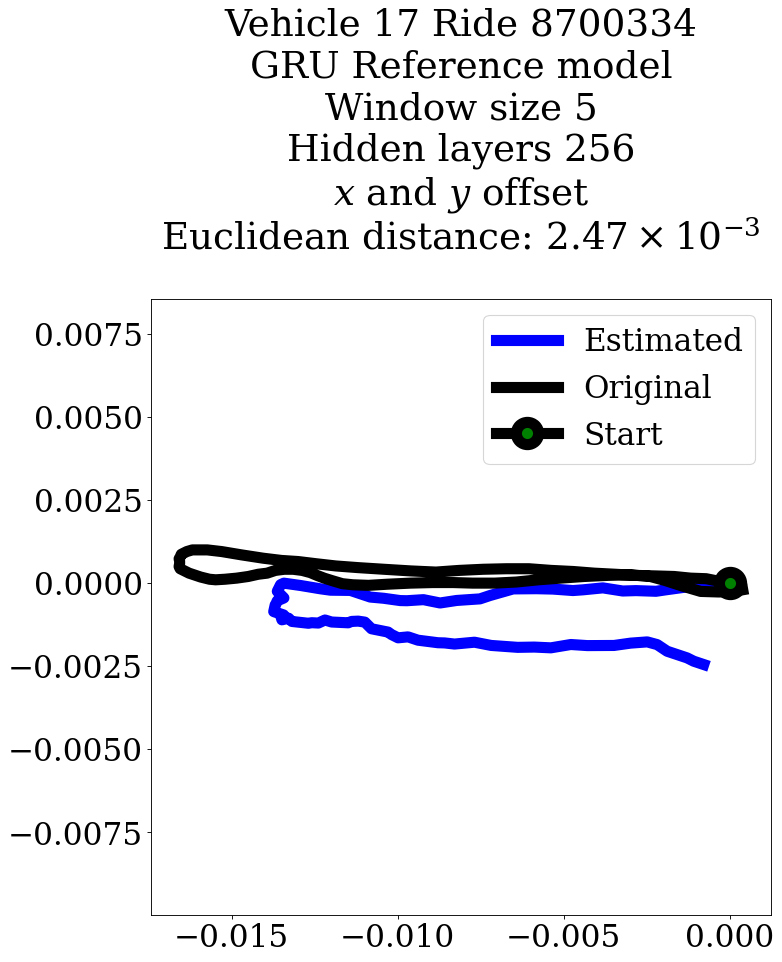 Vehicle 17 Ride 8700334
GRU Reference model
Window size 5
Hidden layers 256
x and y offset
Euclidean distance: 2.47 × 10⁻³
Estimated
Original
Start
0.0075
0.0050
0.0025
0.0000
−0.0025
−0.0050
−0.0075
−0.015 −0.010 −0.005 0.000